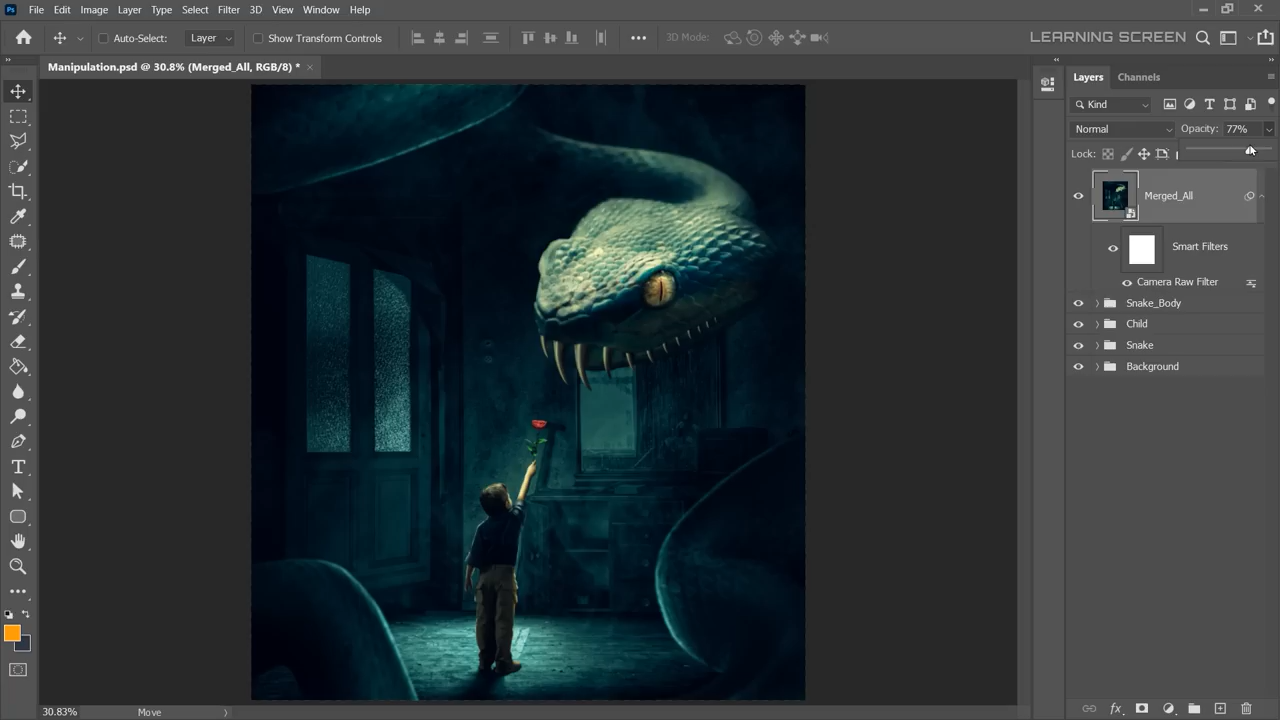 Ps File Edit Image Layer Type Select Filter 3D View Window Help
Auto-Select: Layer Show Transform Controls 3D Mode: LEARNING SCREEN
Manipulation.psd @ 30.8% (Merged_All, RGB/8) *
Layers Channels
Kind
Normal Opacity: 77%
Lock:
Merged_All
Smart Filters
Camera Raw Filter
Snake_Body
Child
Snake
Background
30.83% Move